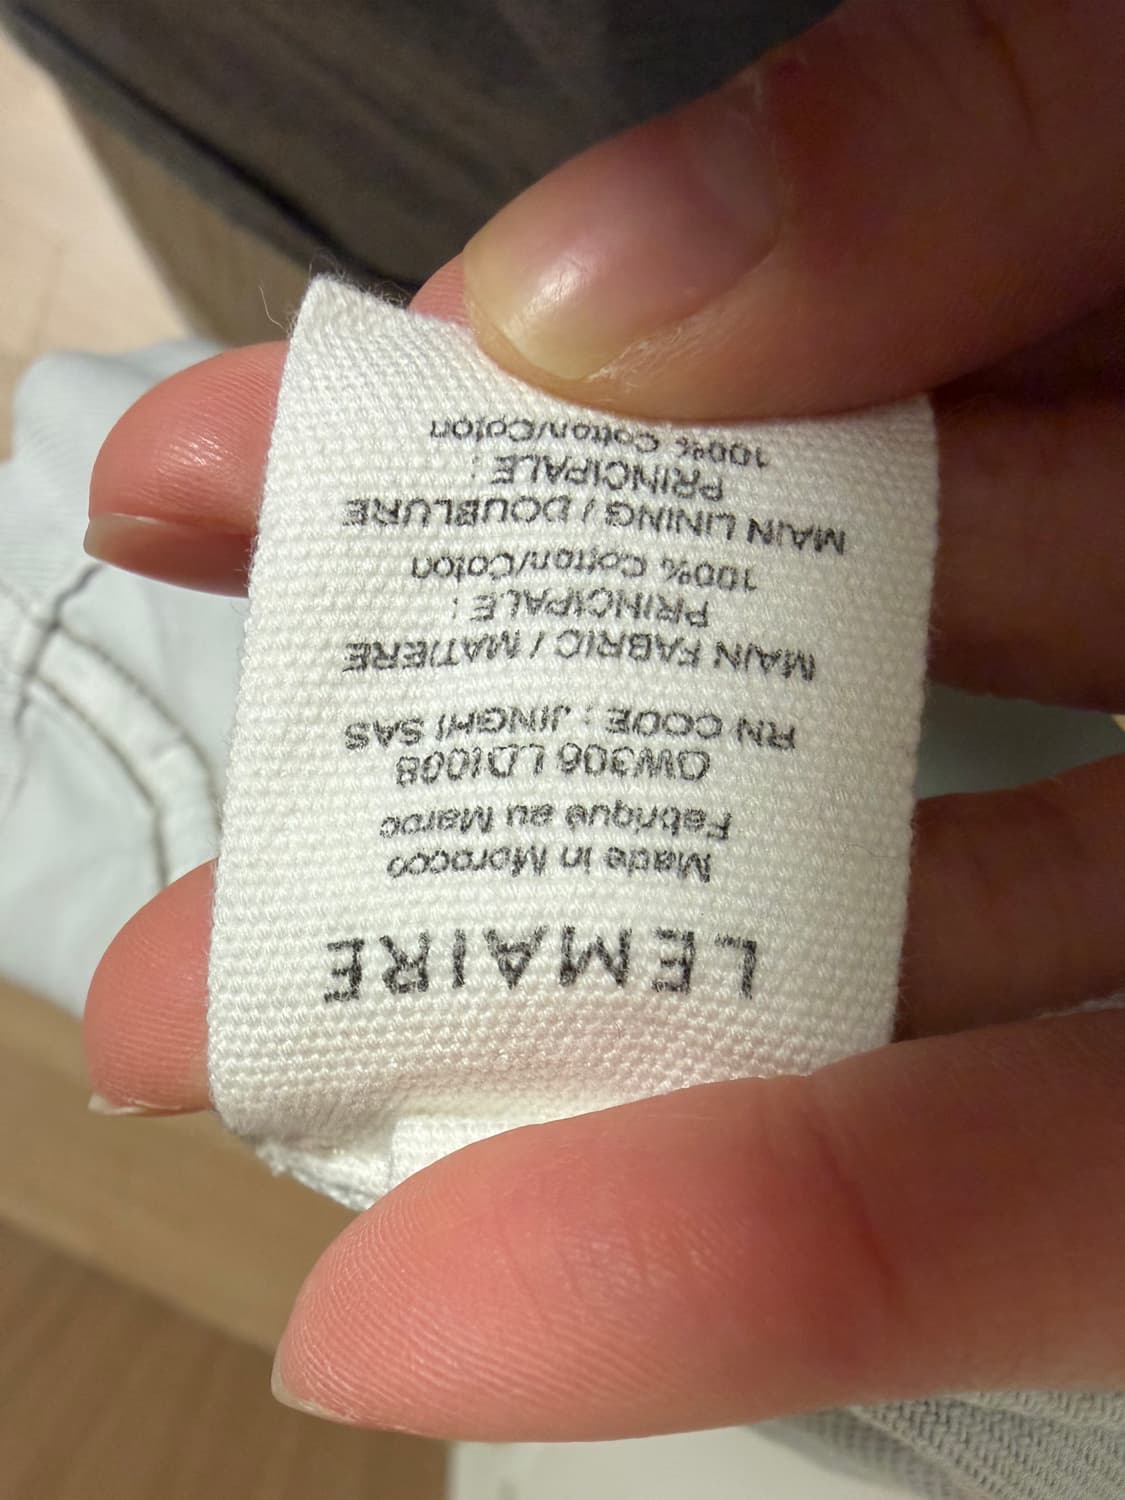 LEMAIRE
Made in Morocco
Fabriqué au Maroc
OW306 LD1008
RN CODE : JINGHI SAS
MAIN FABRIC / MATIERE
PRINCIPALE :
100% Cotton/Coton
MAIN LINING / DOUBLURE
PRINCIPALE :
100% Cotton/Coton